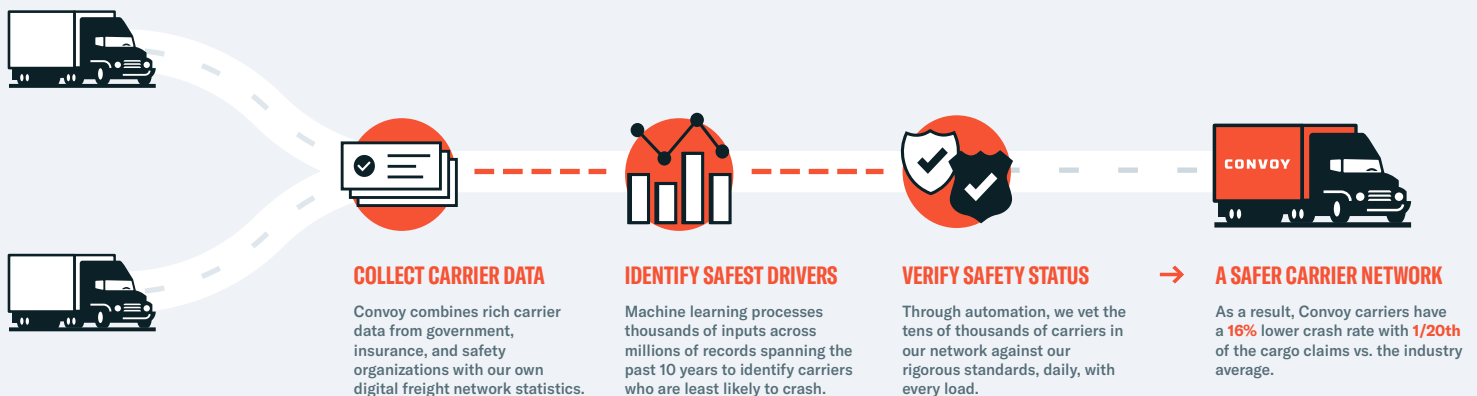 CONVOY
COLLECT CARRIER DATA
Convoy combines rich carrier
data from government,
insurance, and safety
organizations with our own
digital freight network statistics.
IDENTIFY SAFEST DRIVERS
Machine learning processes
thousands of inputs across
millions of records spanning the
past 10 years to identify carriers
who are least likely to crash.
VERIFY SAFETY STATUS
Through automation, we vet the
tens of thousands of carriers in
our network against our
rigorous standards, daily, with
every load.
→
A SAFER CARRIER NETWORK
As a result, Convoy carriers have
a 16% lower crash rate with 1/20th
of the cargo claims vs. the industry
average.